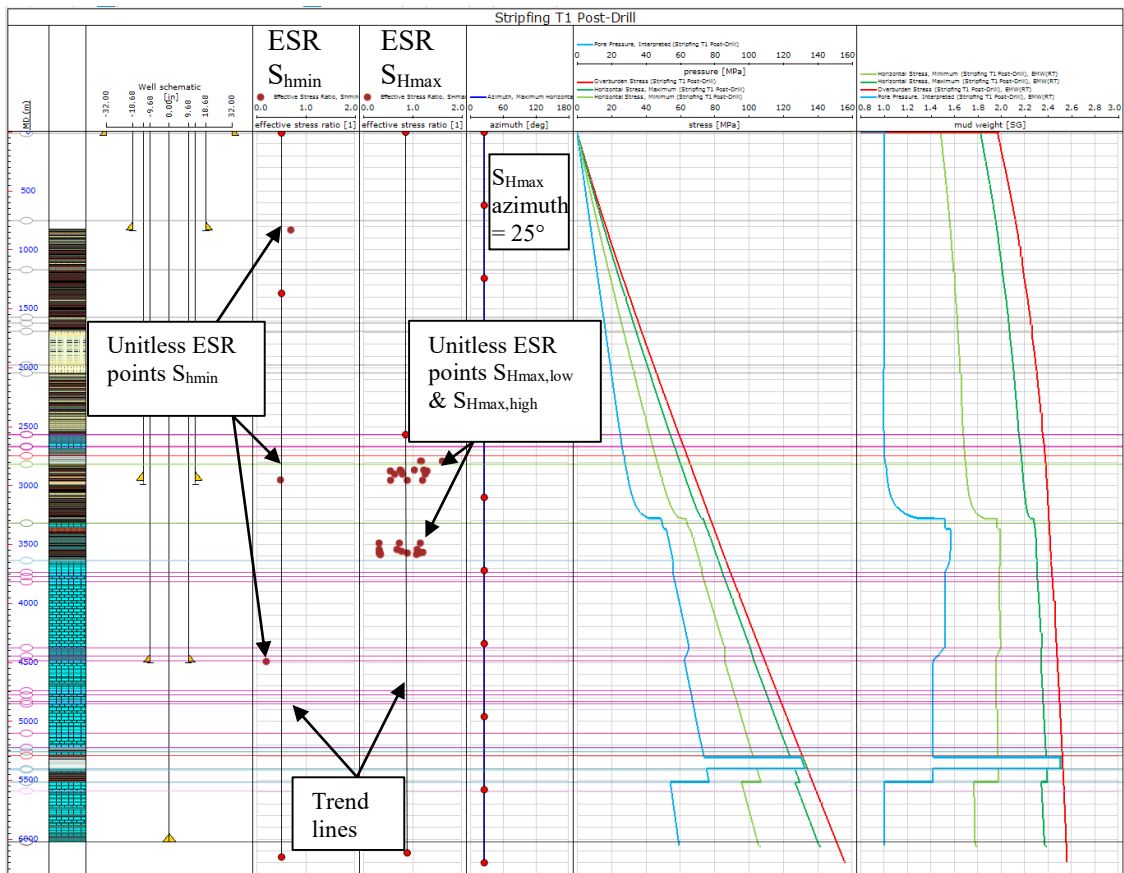 Stripfing T1 Post-Drill
ESR
Shmin
ESR
SHmax
Well schematic
[in]
-32.00
-18.68
-9.68
0.00
9.68
18.68
32.00
MD [m]
Effective Stress Ratio, Shmin
0.0
1.0
2.0
effective stress ratio [1]
Effective Stress Ratio, SHmax
0.0
1.0
2.0
effective stress ratio [1]
Azimuth, Maximum Horizontal
0
60
120
180
azimuth [deg]
Pore Pressure, Interpreted (Stripfing T1 Post-Drill)
0 20 40 60 80 100 120 140 160
pressure [MPa]
Overburden Stress (Stripfing T1 Post-Drill)
Horizontal Stress, Maximum (Stripfing T1 Post-Drill)
Horizontal Stress, Minimum (Stripfing T1 Post-Drill)
0 20 40 60 80 100 120 140 160
stress [MPa]
Horizontal Stress, Minimum (Stripfing T1 Post-Drill), EMW(RT)
Horizontal Stress, Maximum (Stripfing T1 Post-Drill), EMW(RT)
Overburden Stress (Stripfing T1 Post-Drill), EMW(RT)
Pore Pressure, Interpreted (Stripfing T1 Post-Drill), EMW(RT)
0.8 1.0 1.2 1.4 1.6 1.8 2.0 2.2 2.4 2.6 2.8 3.0
mud weight [SG]
0
500
1000
1500
2000
2500
3000
3500
4000
4500
5000
5500
6000
SHmax
azimuth
= 25°
Unitless ESR
points Shmin
Unitless ESR
points SHmax,low
& SHmax,high
Trend
lines